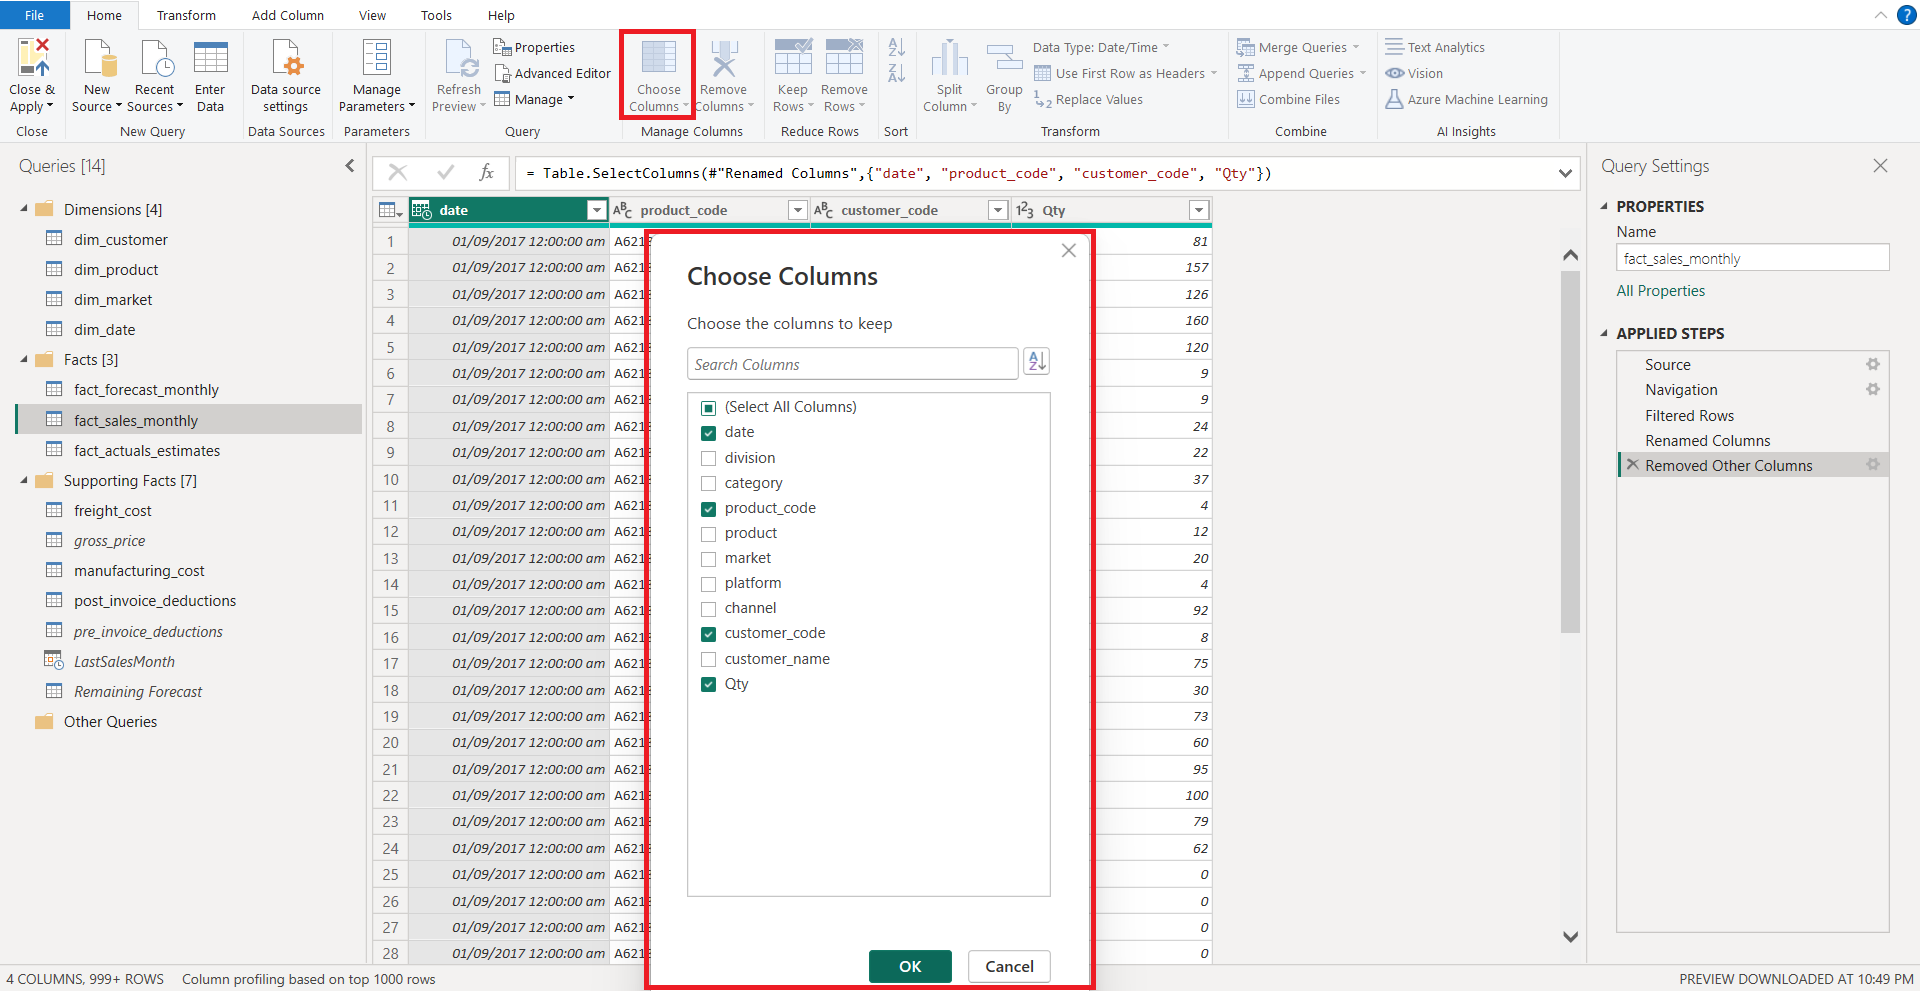 File Home Transform Add Column View Tools Help
Close & Apply
New Source
Recent Sources
Enter Data
Data source settings
Manage Parameters
Refresh Preview
Properties
Advanced Editor
Manage
Choose Columns
Remove Columns
Keep Rows
Remove Rows
Split Column
Group By
Data Type: Date/Time
Use First Row as Headers
Replace Values
Merge Queries
Append Queries
Combine Files
Text Analytics
Vision
Azure Machine Learning
Close New Query Data Sources Parameters Query Manage Columns Reduce Rows Sort Transform Combine AI Insights
Queries [14]
Dimensions [4]
dim_customer
dim_product
dim_market
dim_date
Facts [3]
fact_forecast_monthly
fact_sales_monthly
fact_actuals_estimates
Supporting Facts [7]
freight_cost
gross_price
manufacturing_cost
post_invoice_deductions
pre_invoice_deductions
LastSalesMonth
Remaining Forecast
Other Queries
fx = Table.SelectColumns(#"Renamed Columns",{"date", "product_code", "customer_code", "Qty"})
date ABC product_code ABC customer_code 123 Qty
1 01/09/2017 12:00:00 am A621 81
2 01/09/2017 12:00:00 am A621 157
3 01/09/2017 12:00:00 am A621 126
4 01/09/2017 12:00:00 am A621 160
5 01/09/2017 12:00:00 am A621 120
6 01/09/2017 12:00:00 am A621 9
7 01/09/2017 12:00:00 am A621 9
8 01/09/2017 12:00:00 am A621 24
9 01/09/2017 12:00:00 am A621 22
10 01/09/2017 12:00:00 am A621 37
11 01/09/2017 12:00:00 am A621 4
12 01/09/2017 12:00:00 am A621 12
13 01/09/2017 12:00:00 am A621 20
14 01/09/2017 12:00:00 am A621 4
15 01/09/2017 12:00:00 am A621 92
16 01/09/2017 12:00:00 am A621 8
17 01/09/2017 12:00:00 am A621 75
18 01/09/2017 12:00:00 am A621 30
19 01/09/2017 12:00:00 am A621 73
20 01/09/2017 12:00:00 am A621 60
21 01/09/2017 12:00:00 am A621 95
22 01/09/2017 12:00:00 am A621 100
23 01/09/2017 12:00:00 am A621 79
24 01/09/2017 12:00:00 am A621 62
25 01/09/2017 12:00:00 am A621 0
26 01/09/2017 12:00:00 am A621 0
27 01/09/2017 12:00:00 am A621 0
28 01/09/2017 12:00:00 am A621 0
Choose Columns
Choose the columns to keep
Search Columns
(Select All Columns)
date
division
category
product_code
product
market
platform
channel
customer_code
customer_name
Qty
OK Cancel
Query Settings
PROPERTIES
Name
fact_sales_monthly
All Properties
APPLIED STEPS
Source
Navigation
Filtered Rows
Renamed Columns
Removed Other Columns
4 COLUMNS, 999+ ROWS Column profiling based on top 1000 rows PREVIEW DOWNLOADED AT 10:49 PM